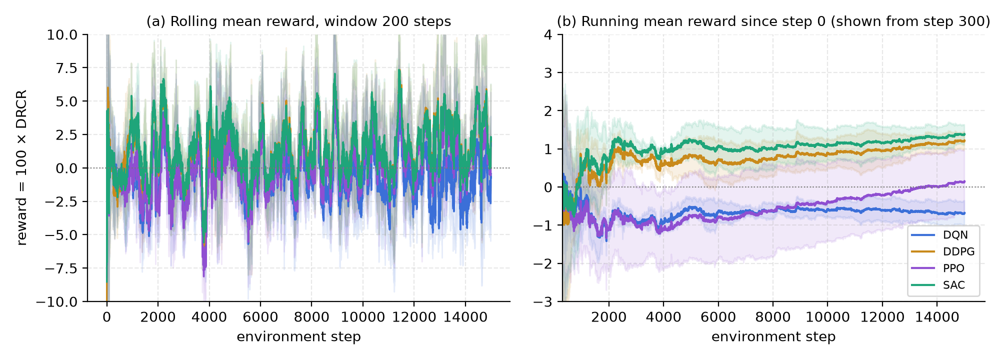 (a) Rolling mean reward, window 200 steps
reward = 100 × DRCR
10.0
7.5
5.0
2.5
0.0
−2.5
−5.0
−7.5
−10.0
0 2000 4000 6000 8000 10000 12000 14000
environment step
(b) Running mean reward since step 0 (shown from step 300)
4
3
2
1
0
−1
−2
−3
2000 4000 6000 8000 10000 12000 14000
environment step
DQN
DDPG
PPO
SAC